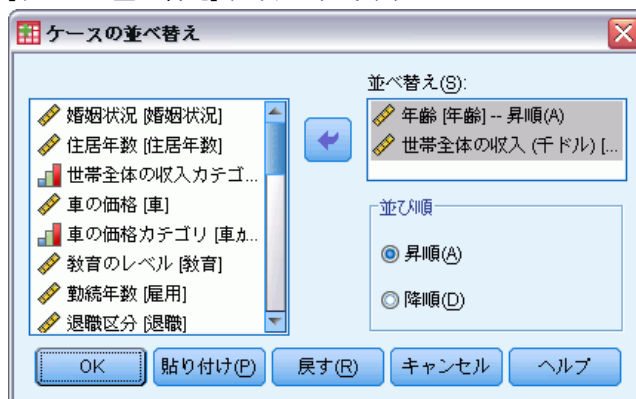 ケースの並べ替え
並べ替え(S):
婚姻状況 [婚姻状況]
住居年数 [住居年数]
世帯全体の収入カテゴ...
車の価格 [車]
車の価格カテゴリ [車カ...
教育のレベル [教育]
勤続年数 [雇用]
退職区分 [退職]
年齢 [年齢] -- 昇順(A)
世帯全体の収入 (千ドル) [...
並び順
昇順(A)
降順(D)
OK 貼り付け(P) 戻す(R) キャンセル ヘルプ